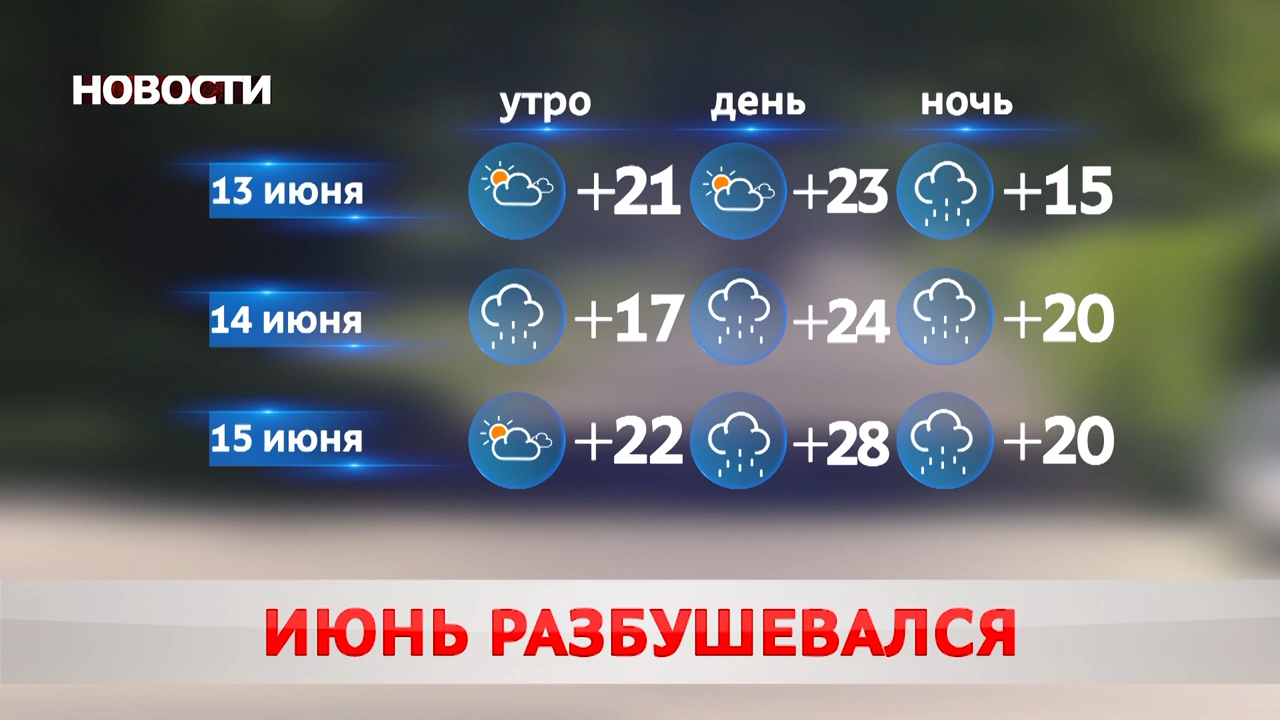 НОВОСТИ
утро день ночь
13 июня +21 +23 +15
14 июня +17 +24 +20
15 июня +22 +28 +20
ИЮНЬ РАЗБУШЕВАЛСЯ